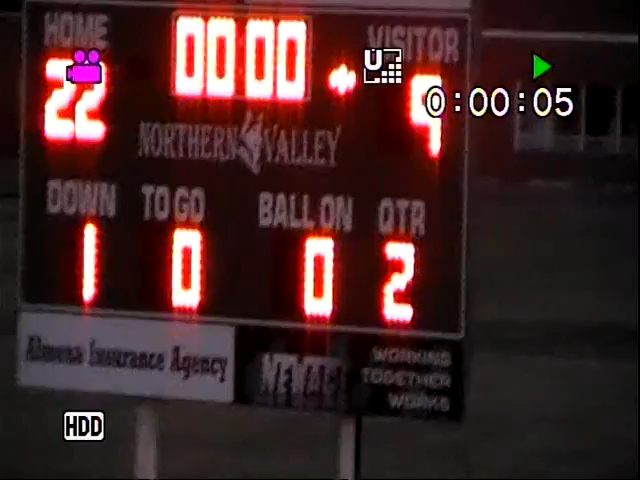 HOME 00:00 VISITOR
22 9
0:00:05
NORTHERN VALLEY
DOWN TO GO BALL ON QTR
1 0 0 2
Almena Insurance Agency
WORKING
TOGETHER
WORKS
HDD